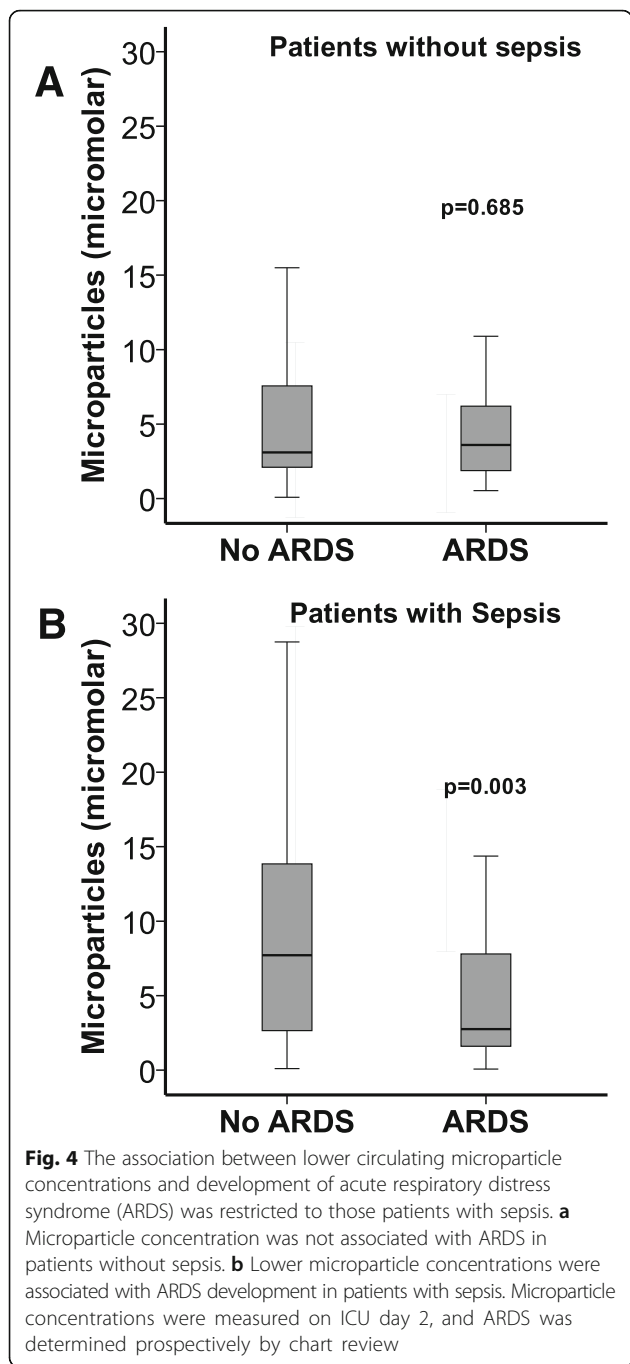 A
Patients without sepsis
Microparticles (micromolar)
30
25
20
15
10
5
0
p=0.685
No ARDS ARDS
B
Patients with Sepsis
Microparticles (micromolar)
30
25
20
15
10
5
0
p=0.003
No ARDS ARDS
Fig. 4 The association between lower circulating microparticle
concentrations and development of acute respiratory distress
syndrome (ARDS) was restricted to those patients with sepsis. a
Microparticle concentration was not associated with ARDS in
patients without sepsis. b Lower microparticle concentrations were
associated with ARDS development in patients with sepsis. Microparticle
concentrations were measured on ICU day 2, and ARDS was
determined prospectively by chart review